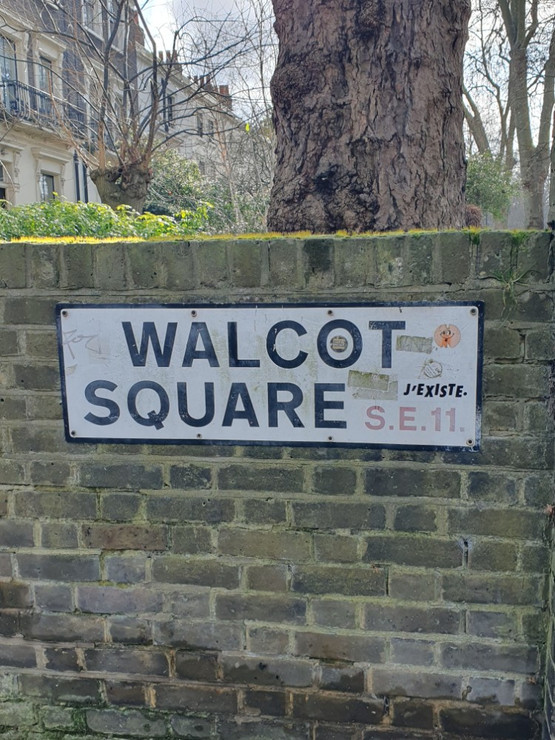 WALCOT
SQUARE
J'EXISTE.
S.E.11.